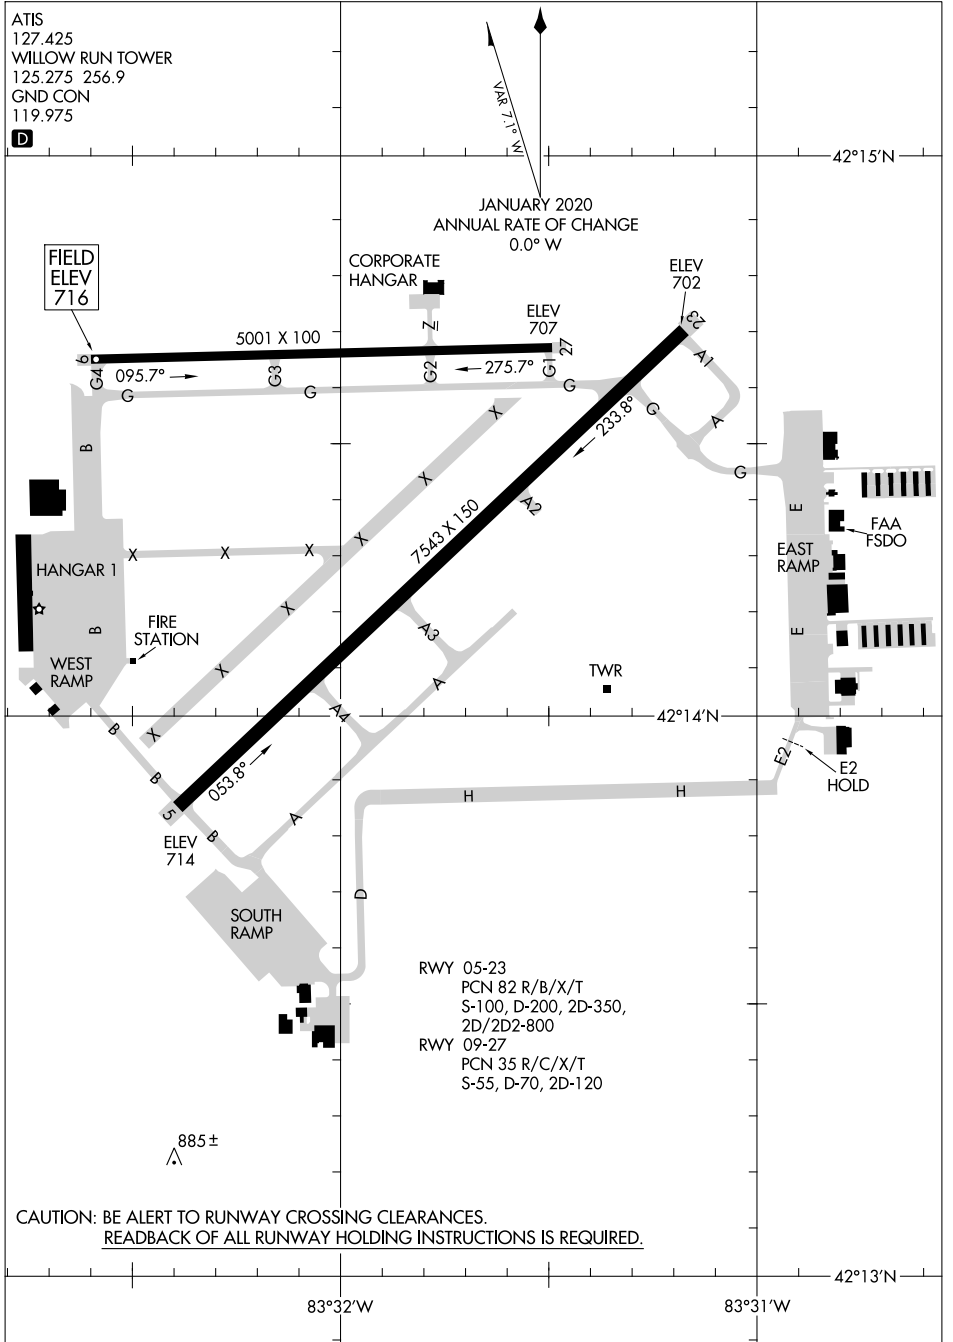 ATIS
127.425
WILLOW RUN TOWER
125.275 256.9
GND CON
119.975
D
VAR 7.1° W
42°15'N
JANUARY 2020
ANNUAL RATE OF CHANGE
0.0° W
FIELD
ELEV
716
CORPORATE
HANGAR
ELEV
702
ELEV
707
5001 X 100
Z
23
9
27
A1
G4
095.7°
G3
G2
275.7°
G1
G
G
G
G
A
X
233.8°
B
X
G
A2
7543 X 150
E
FAA
FSDO
X
X
X
X
EAST
RAMP
HANGAR 1
X
B
FIRE
STATION
A3
E
WEST
RAMP
X
TWR
A
A4
42°14'N
B
X
E2
E2
HOLD
B
053.8°
H
H
5
A
B
ELEV
714
D
SOUTH
RAMP
RWY 05-23
PCN 82 R/B/X/T
S-100, D-200, 2D-350,
2D/2D2-800
RWY 09-27
PCN 35 R/C/X/T
S-55, D-70, 2D-120
885 ±
CAUTION: BE ALERT TO RUNWAY CROSSING CLEARANCES.
READBACK OF ALL RUNWAY HOLDING INSTRUCTIONS IS REQUIRED.
42°13'N
83°32'W
83°31'W